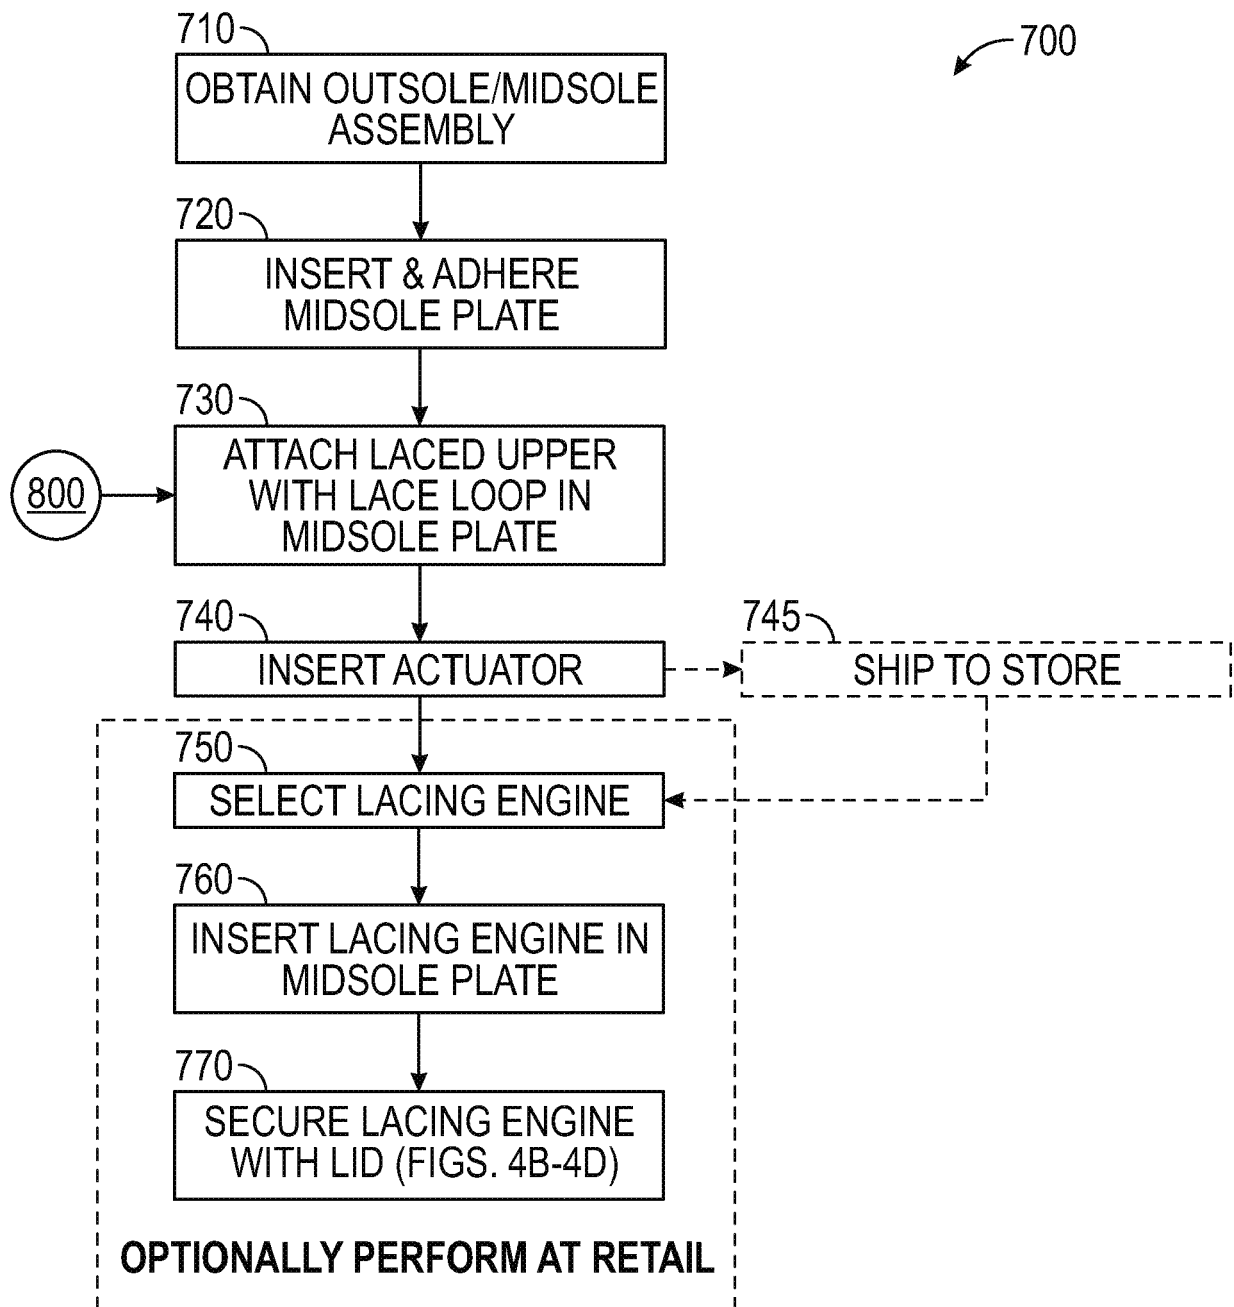 700
710
OBTAIN OUTSOLE/MIDSOLE
ASSEMBLY
720
INSERT & ADHERE
MIDSOLE PLATE
730
ATTACH LACED UPPER
WITH LACE LOOP IN
MIDSOLE PLATE
800
740
INSERT ACTUATOR
745
SHIP TO STORE
750
SELECT LACING ENGINE
760
INSERT LACING ENGINE IN
MIDSOLE PLATE
770
SECURE LACING ENGINE
WITH LID (FIGS. 4B-4D)
OPTIONALLY PERFORM AT RETAIL